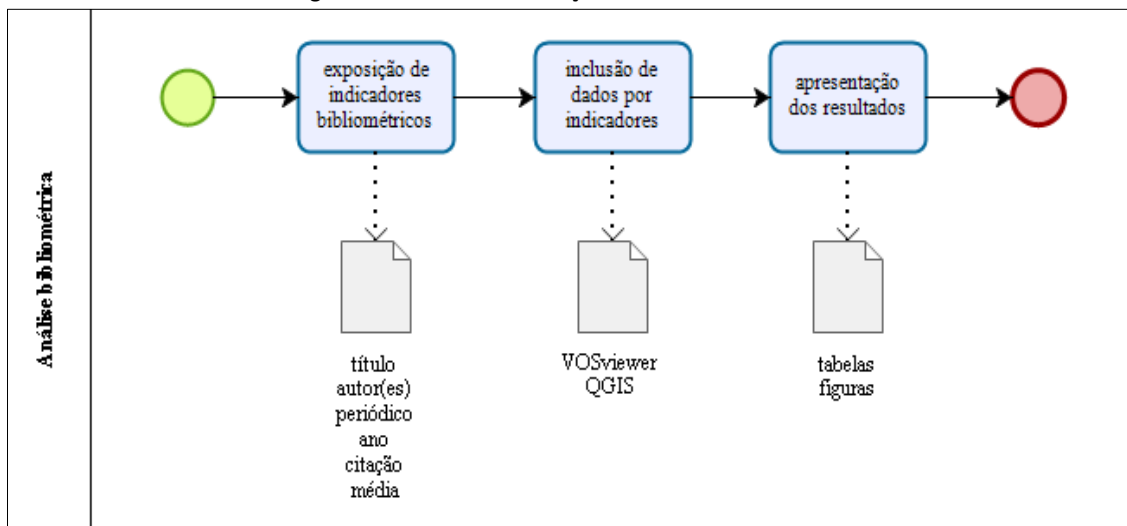 exposição de
indicadores
bibliométricos
inclusão de
dados por
indicadores
apresentação
dos resultados
Análise bibliométrica
título
autor(es)
periódico
ano
citação
média
VOSviewer
QGIS
tabelas
figuras